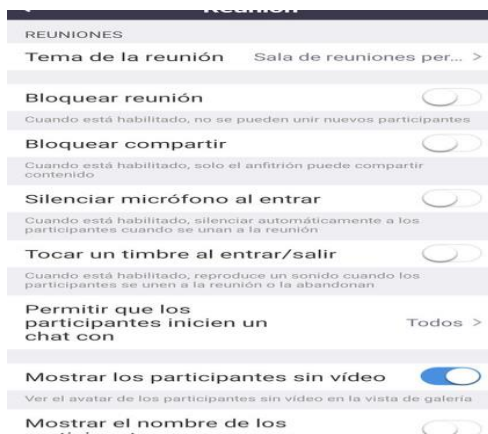 Reunión
REUNIONES
Tema de la reunión Sala de reuniones per... >
Bloquear reunión
Cuando está habilitado, no se pueden unir nuevos participantes
Bloquear compartir
Cuando está habilitado, solo el anfitrión puede compartir
contenido
Silenciar micrófono al entrar
Cuando está habilitado, silenciar automáticamente a los
participantes cuando se unan a la reunión
Tocar un timbre al entrar/salir
Cuando está habilitado, reproduce un sonido cuando los
participantes se unen a la reunión o la abandonan
Permitir que los
participantes inicien un
chat con
Todos >
Mostrar los participantes sin vídeo
Ver el avatar de los participantes sin vídeo en la vista de galería
Mostrar el nombre de los